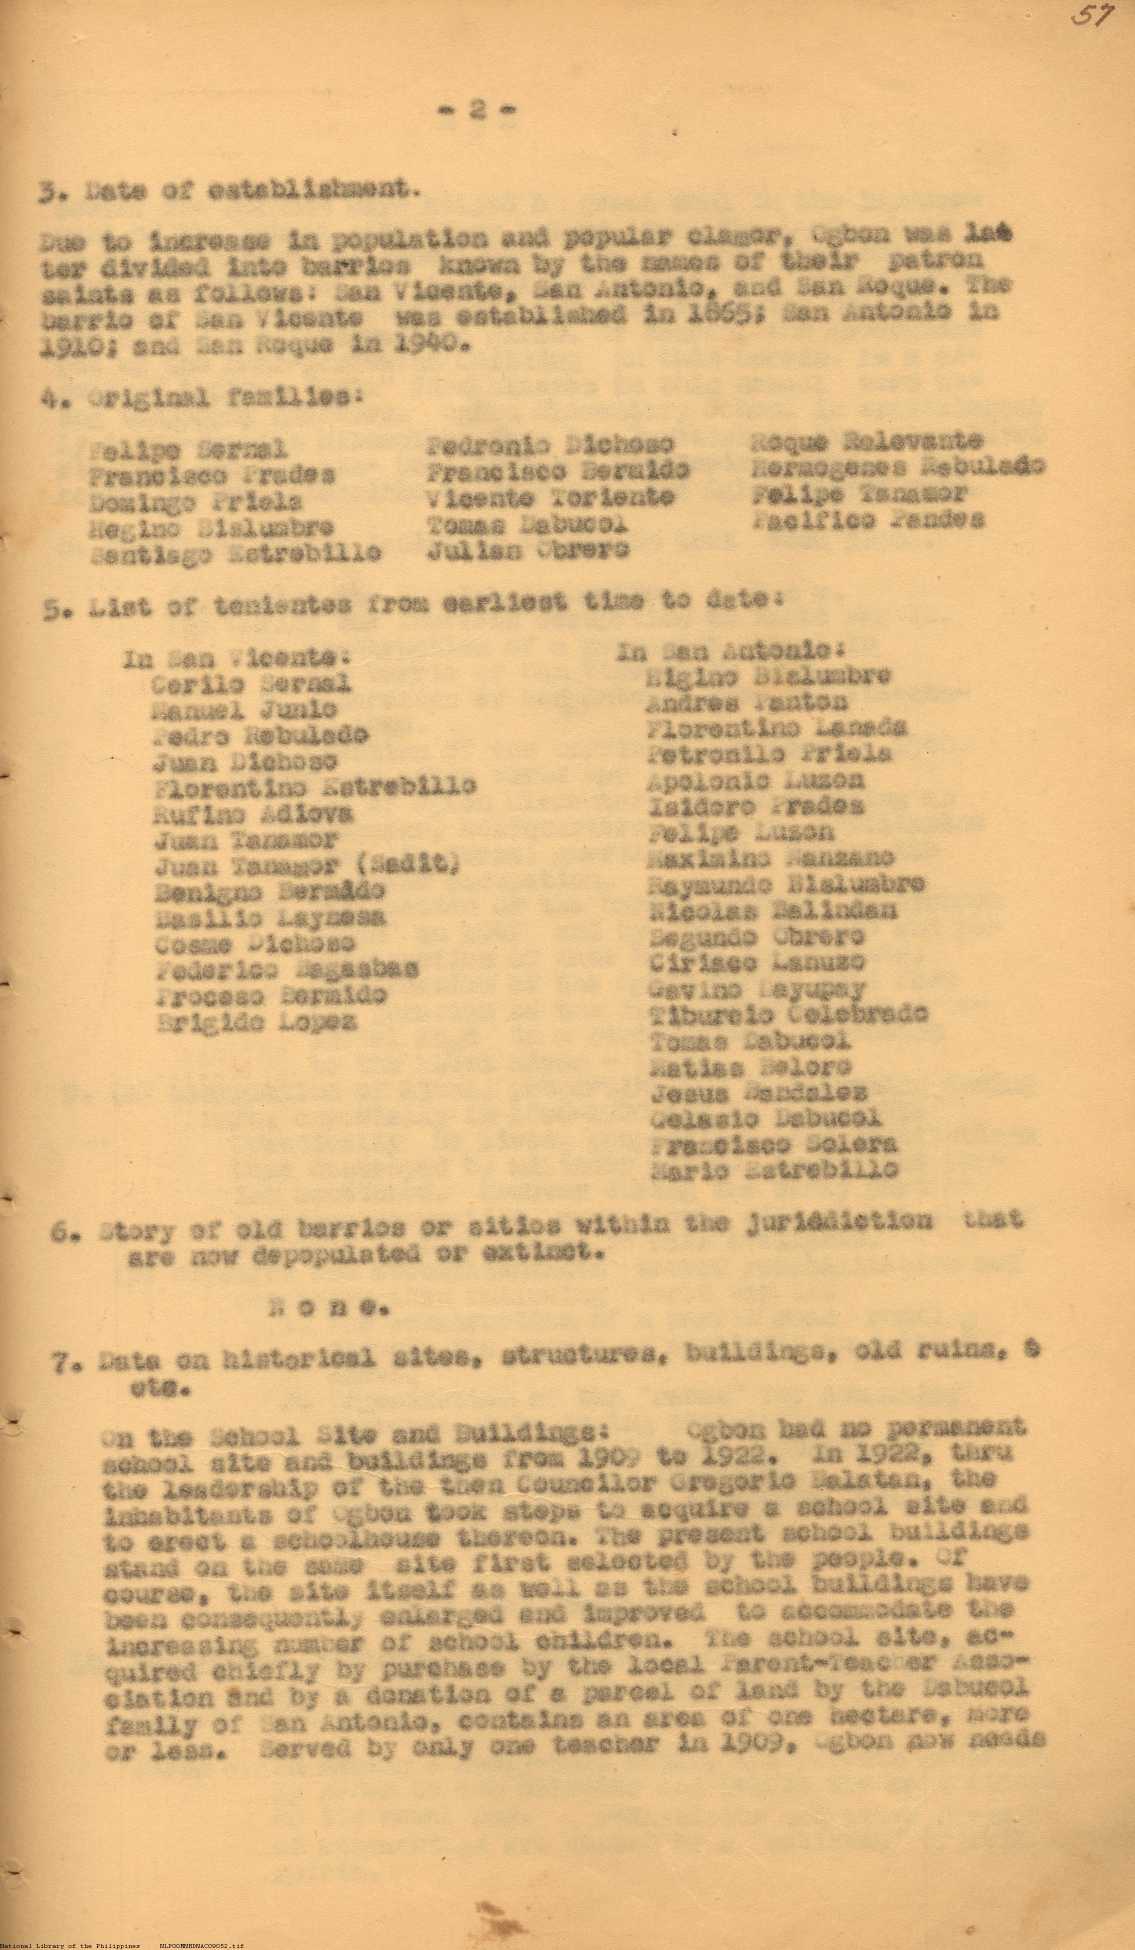 57
- 2 -
3. Date of establishment.
Due to increase in population and popular clamor, Ogbon was lat
ter divided into barrios known by the names of their patron
saints as follows: San Vicente, San Antonio, and San Roque. The
barrio of San Vicente was established in 1865; San Antonio in
1910; and San Roque in 1940.
4. Original families:
Felipe Sernal Pedronio Dichoso Roque Relevante
Francisco Prades Francisco Bermido Hermogenes Rebulado
Domingo Priela Vicente Toriente Felipe Tanamor
Regino Bislumbre Tomas Dabucol Pacifico Pandes
Santiago Estrebillo Julian Obrero
5. List of tenientes from earliest time to date:
In San Vicente:
Cerilo Sernal
Manuel Junio
Pedro Rebulado
Juan Dichoso
Florentino Estrebillo
Rufino Adiova
Juan Tanamor
Juan Tanamor (Sadit)
Benigno Bermido
Basilio Laynesa
Cosme Dichoso
Federico Bagasbas
Proceso Bermido
Brigido Lopez
In San Antonio:
Higino Bislumbre
Andres Panton
Florentino Lanada
Petronilo Priela
Apolonio Luzon
Isidoro Prades
Felipe Luzon
Maximino Manzano
Raymundo Bislumbre
Nicolas Balindan
Segundo Obrero
Ciriaco Lanuzo
Gavino Dayupay
Tiburcio Celebrado
Tomas Dabucol
Matias Beloro
Jesus
Gelasio Dabucol
Francisco Solera
Mario Estrebillo
6. Story of old barrios or sitios within the jurisdiction that
are now depopulated or extinct.
N o n e.
7. Data on historical sites, structures, buildings, old ruins,
etc.
On the School Site and Buildings: Ogbon had no permanent
school site and buildings from 1909 to 1922. In 1922, thru
the leadership of the then Councilor Gregorio Balatan, the
inhabitants of Ogbon took steps to acquire a school site and
to erect a schoolhouse thereon. The present school buildings
stand on the same site first selected by the people. Of
course, the site itself as well as the school buildings have
been consequently enlarged and improved to accommodate the
increasing number of school children. The school site, ac-
quired chiefly by purchase by the local Parent-Teacher Asso-
ciation and by a donation of a parcel of land by the Dabucol
family of San Antonio, contains an area of one hectare, more
or less. Served by only one teacher in 1909, Ogbon now needs
National Library of the Philippines